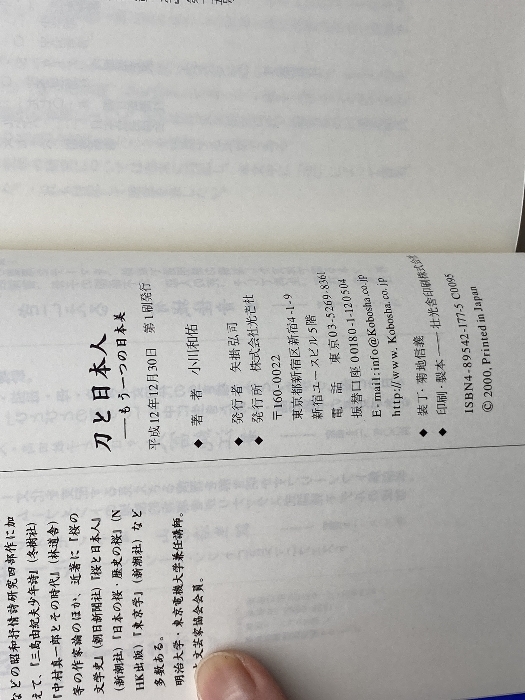 などの昭和抒情詩研究四部作に加
えて、『三島由紀夫少年詩』(冬樹社)
『中村真一郎とその時代』(林道舎)
等の作家論のほか、近著に『桜の
文学史』(朝日新聞社)『桜と日本人』
(新潮社)『日本の桜・歴史の桜』(N
HK出版)『東京学』(新潮社)など
多数ある。
明治大学・東京電機大学兼任講師。
文芸家協会会員。
刀と日本人
——もう一つの日本美
平成12年12月30日 第1刷発行
◆著 者 小川和佑
◆発行者 矢掛弘司
◆発行所 株式会社光芒社
〒160-0022
東京都新宿区新宿4-1-9
新宿ユースビル5階
電 話 東京03-5269-8361
振替口座 00180-1-120504
E-mail:info@Kobosha.co.jp
http://www.Kobosha.co.jp
◆装丁・菊地信義
◆印刷・製本——壮光舎印刷株式会
ISBN4-89542-177-5 C0095
© 2000, Printed in Japan